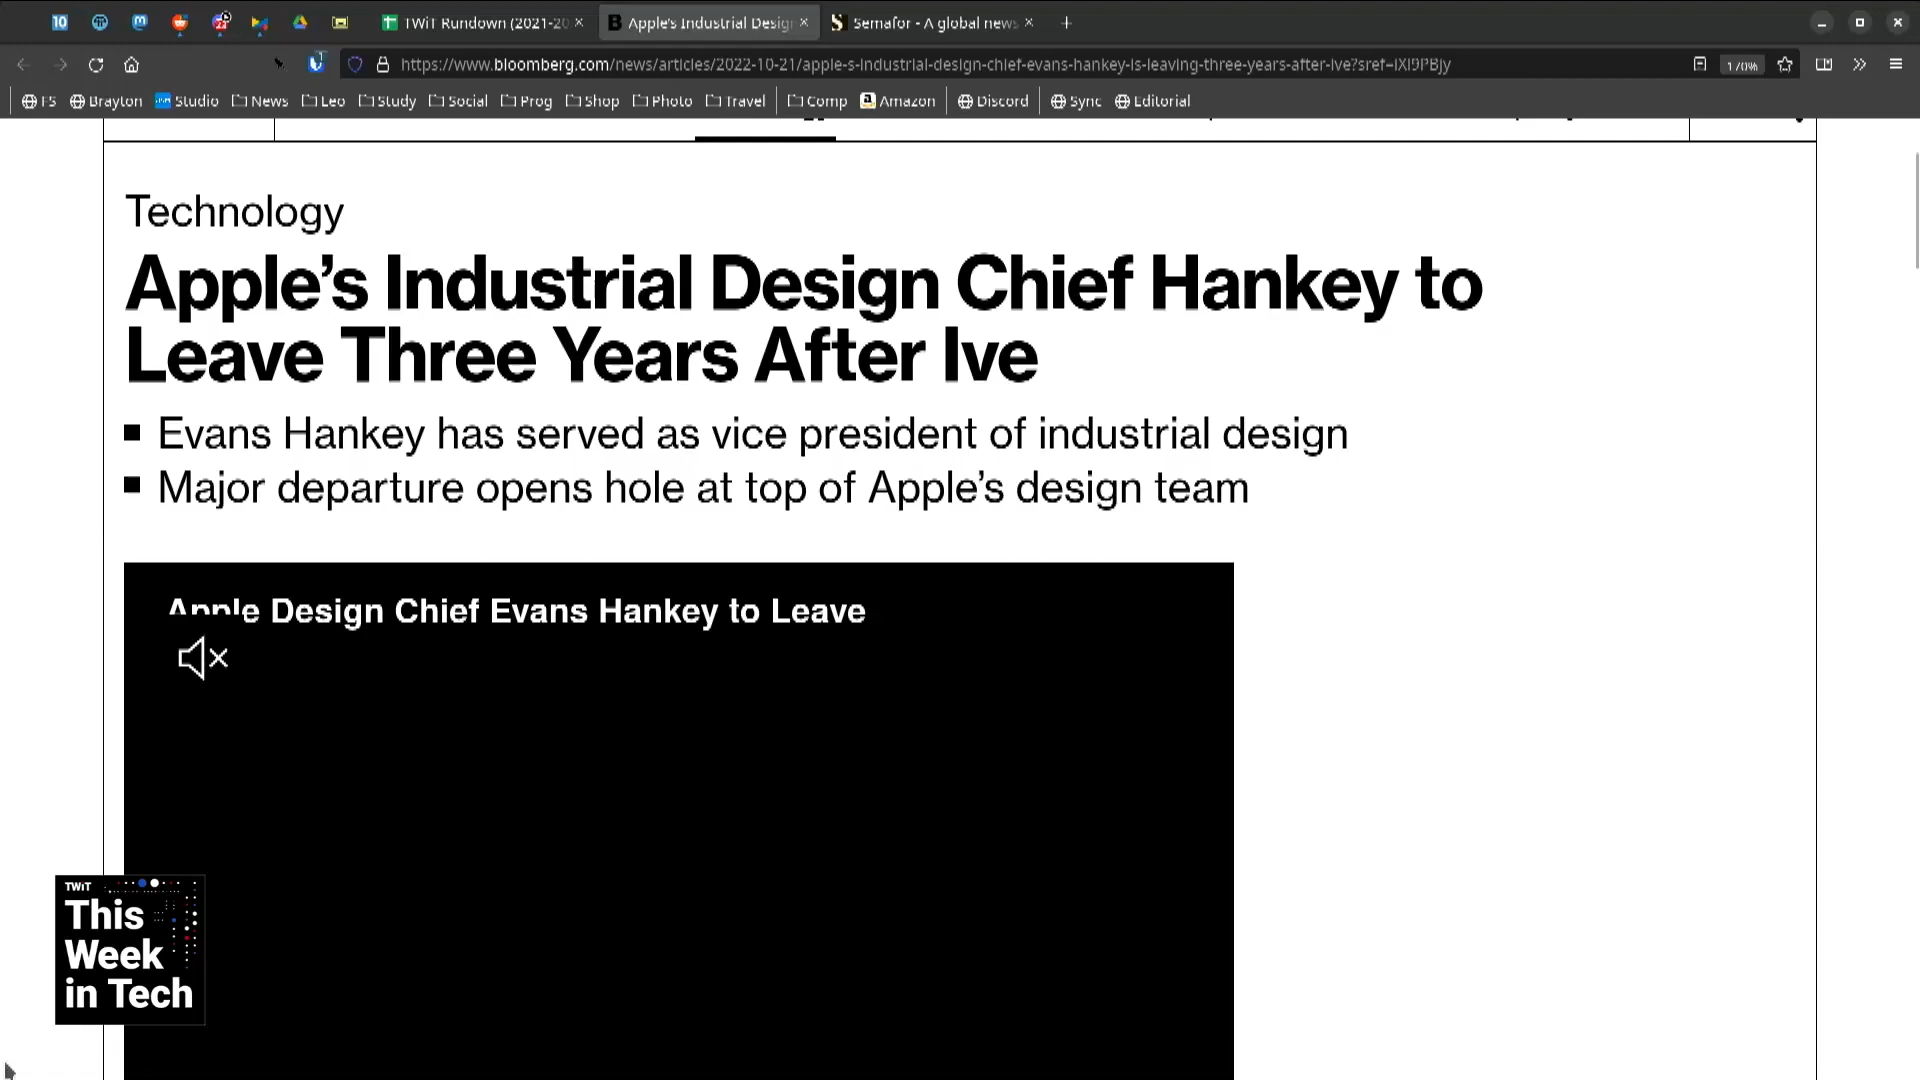 10
TWiT Rundown (2021-20
Apple's Industrial Design
Semafor - A global news
https://www.bloomberg.com/news/articles/2022-10-21/apple-s-industrial-design-chief-evans-hankey-is-leaving-three-years-after-ive?sref=
170%
FS Brayton Studio News Leo Study Social Prog Shop Photo Travel Comp Amazon Discord Sync Editorial
Technology
Apple's Industrial Design Chief Hankey to
Leave Three Years After Ive
Evans Hankey has served as vice president of industrial design
Major departure opens hole at top of Apple's design team
Apple Design Chief Evans Hankey to Leave
TWiT
This
Week
in Tech